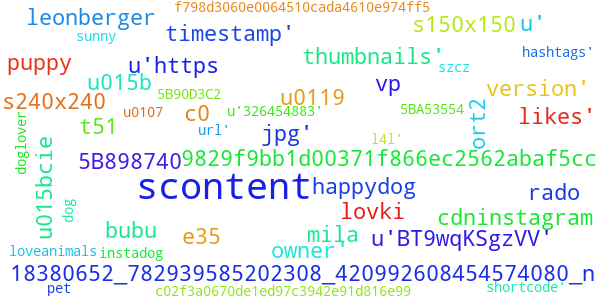 f798d3060e0064510cada4610e974ff5
leonberger
s150x150
u'
timestamp'
sunny
hashtags'
thumbnails'
puppy
u'https
szcz
u015b
vp
version'
5B90D3C2
s240x240
u0119
u0107
c0
u'326454883'
5BA53554
likes'
ort2
t51
url'
jpg'
l4l'
doglover
u015bcie
5B898740
9829f9bb1d00371f866ec2562abaf5cc
scontent
happydog
rado
dog
lovki
cdninstagram
bubu
e35
mila
u'BT9wqKSgzVV'
loveanimals
instadog
owner'
18380652_782939585202308_420992608454574080_n
pet
c02f3a0670de1ed97c3942e91d816e99
shortcode'